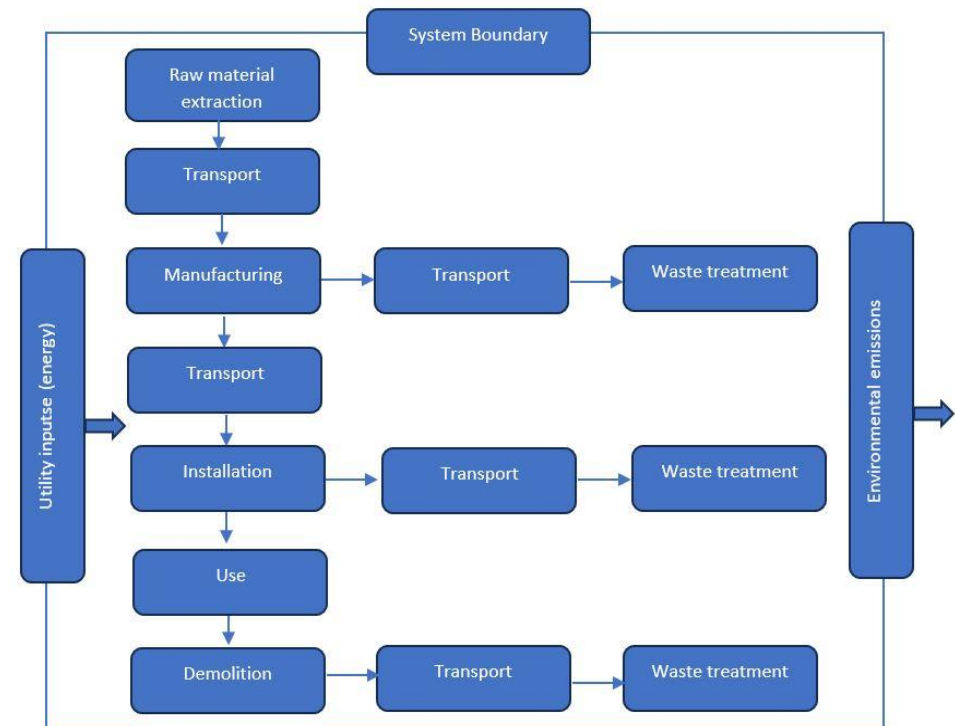 System Boundary
Raw material
extraction
Transport
Manufacturing
Transport
Waste treatment
Transport
Installation
Transport
Waste treatment
Use
Demolition
Transport
Waste treatment
Utility inputse (energy)
Environmental emissions